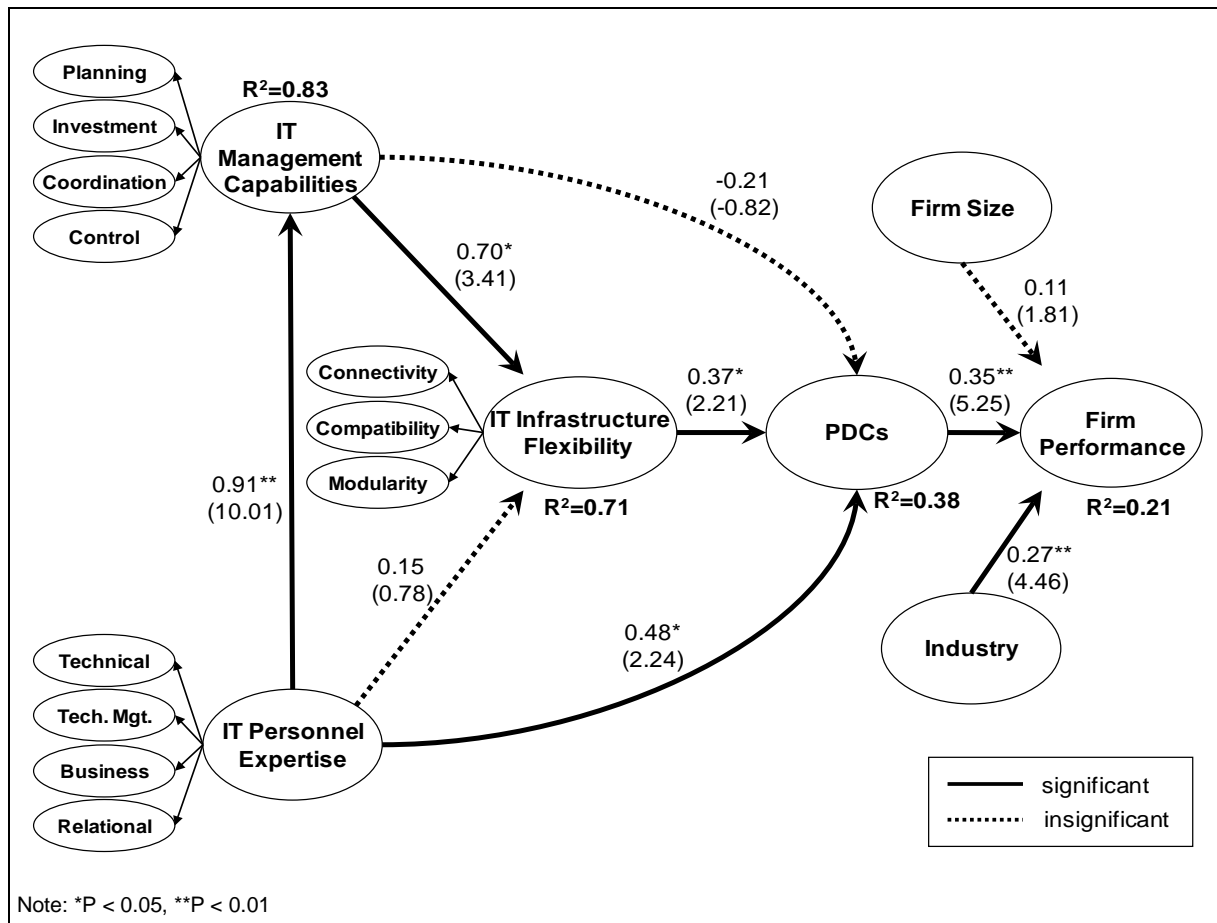 Planning
Investment
Coordination
Control
R²=0.83
IT
Management
Capabilities
-0.21
(-0.82)
Firm Size
0.70*
(3.41)
0.11
(1.81)
Connectivity
Compatibility
Modularity
IT Infrastructure
Flexibility
R²=0.71
0.37*
(2.21)
PDCs
R²=0.38
0.35**
(5.25)
Firm
Performance
R²=0.21
0.91**
(10.01)
0.15
(0.78)
0.48*
(2.24)
0.27**
(4.46)
Industry
Technical
Tech. Mgt.
Business
Relational
IT Personnel
Expertise
significant
insignificant
Note: *P < 0.05, **P < 0.01